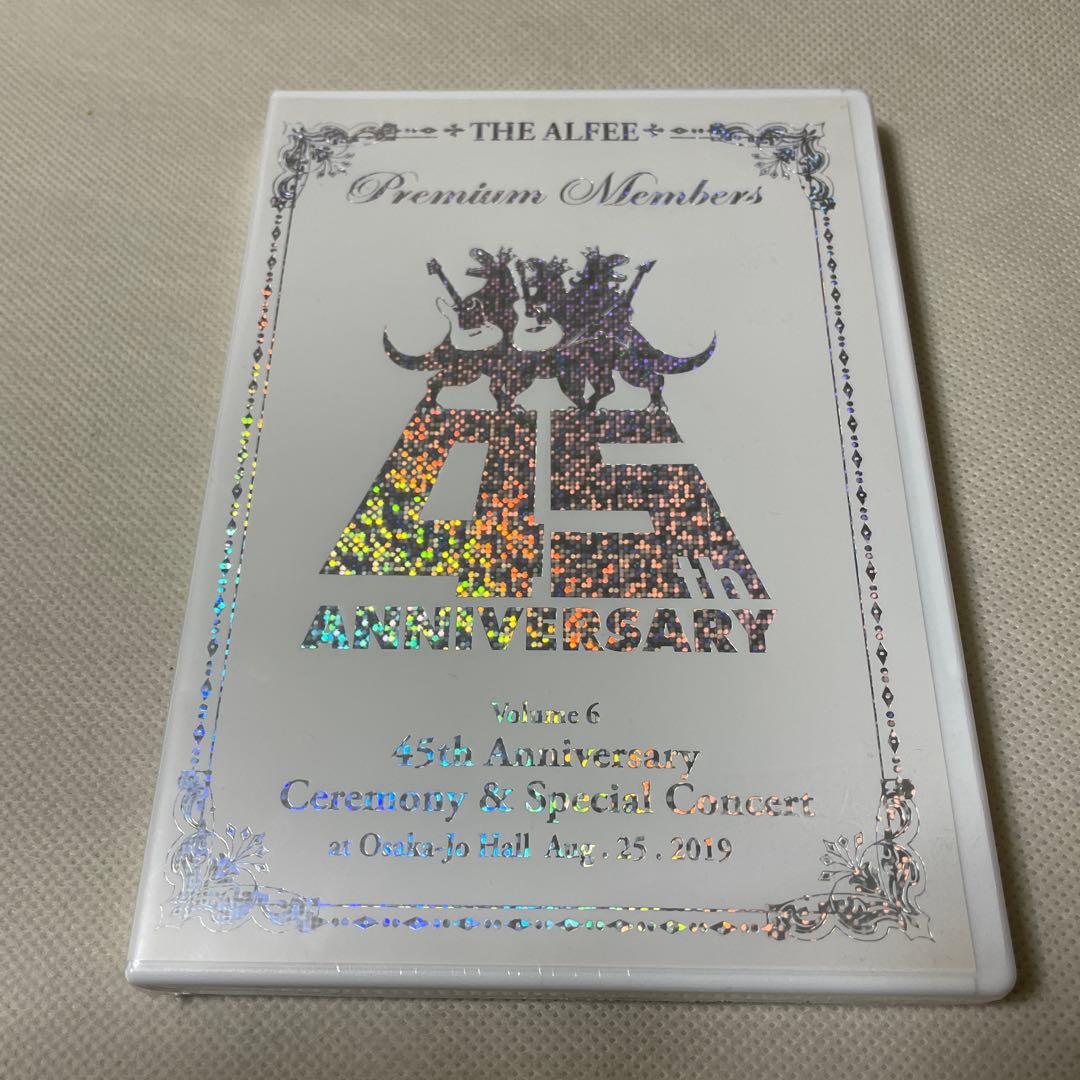 THE ALFEE
Premium Members
45th
ANNIVERSARY
Volume 6
45th Anniversary
Ceremony & Special Concert
at Osaka-Jo Hall Aug . 25 . 2019